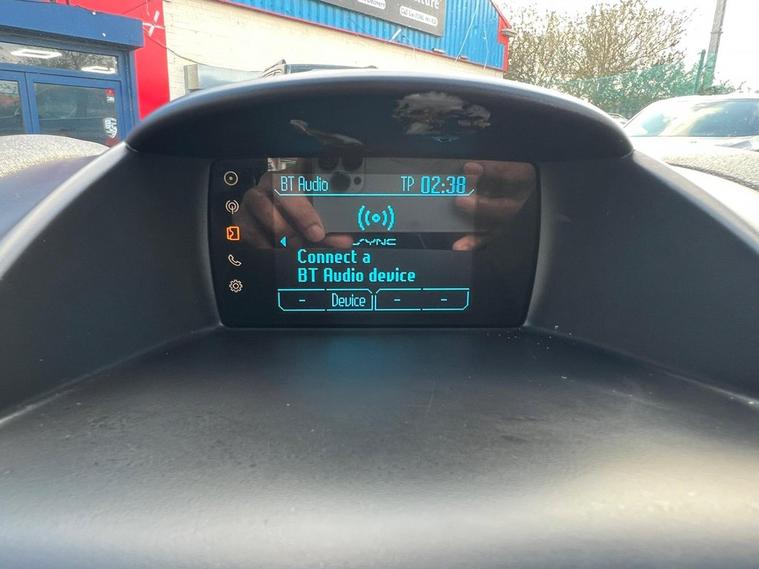 BT Audio TP 02:38
SYNC
Connect a
BT Audio device
- Device - -